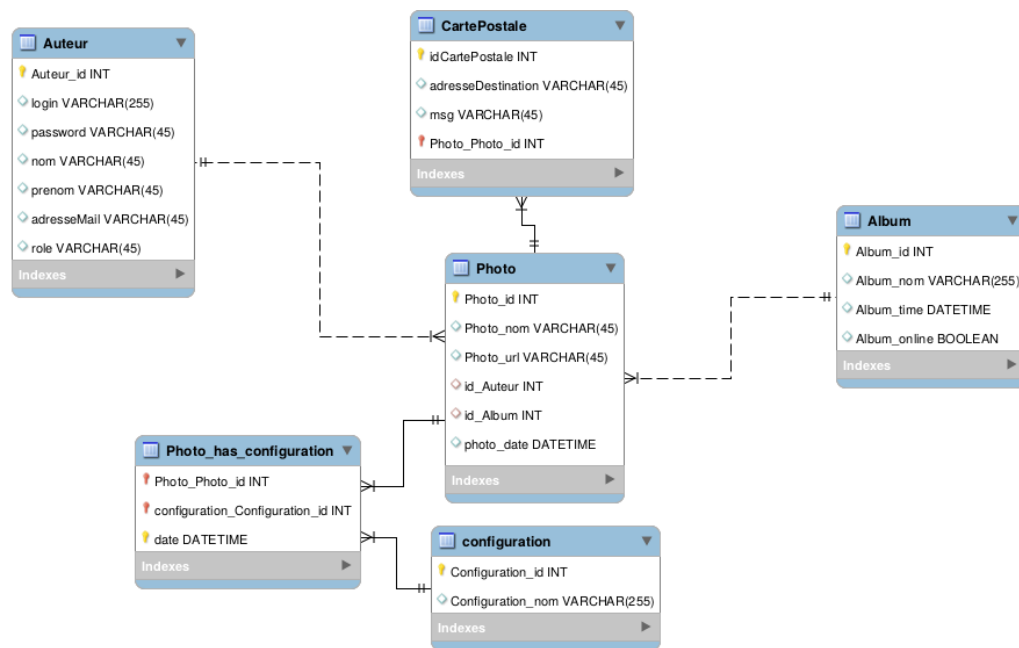 Auteur
Auteur_id INT
login VARCHAR(255)
password VARCHAR(45)
nom VARCHAR(45)
prenom VARCHAR(45)
adresseMail VARCHAR(45)
role VARCHAR(45)
Indexes
CartePostale
idCartePostale INT
adresseDestination VARCHAR(45)
msg VARCHAR(45)
Photo_Photo_id INT
Indexes
Photo
Photo_id INT
Photo_nom VARCHAR(45)
Photo_url VARCHAR(45)
id_Auteur INT
id_Album INT
photo_date DATETIME
Indexes
Album
Album_id INT
Album_nom VARCHAR(255)
Album_time DATETIME
Album_online BOOLEAN
Indexes
Photo_has_configuration
Photo_Photo_id INT
configuration_Configuration_id INT
date DATETIME
Indexes
configuration
Configuration_id INT
Configuration_nom VARCHAR(255)
Indexes